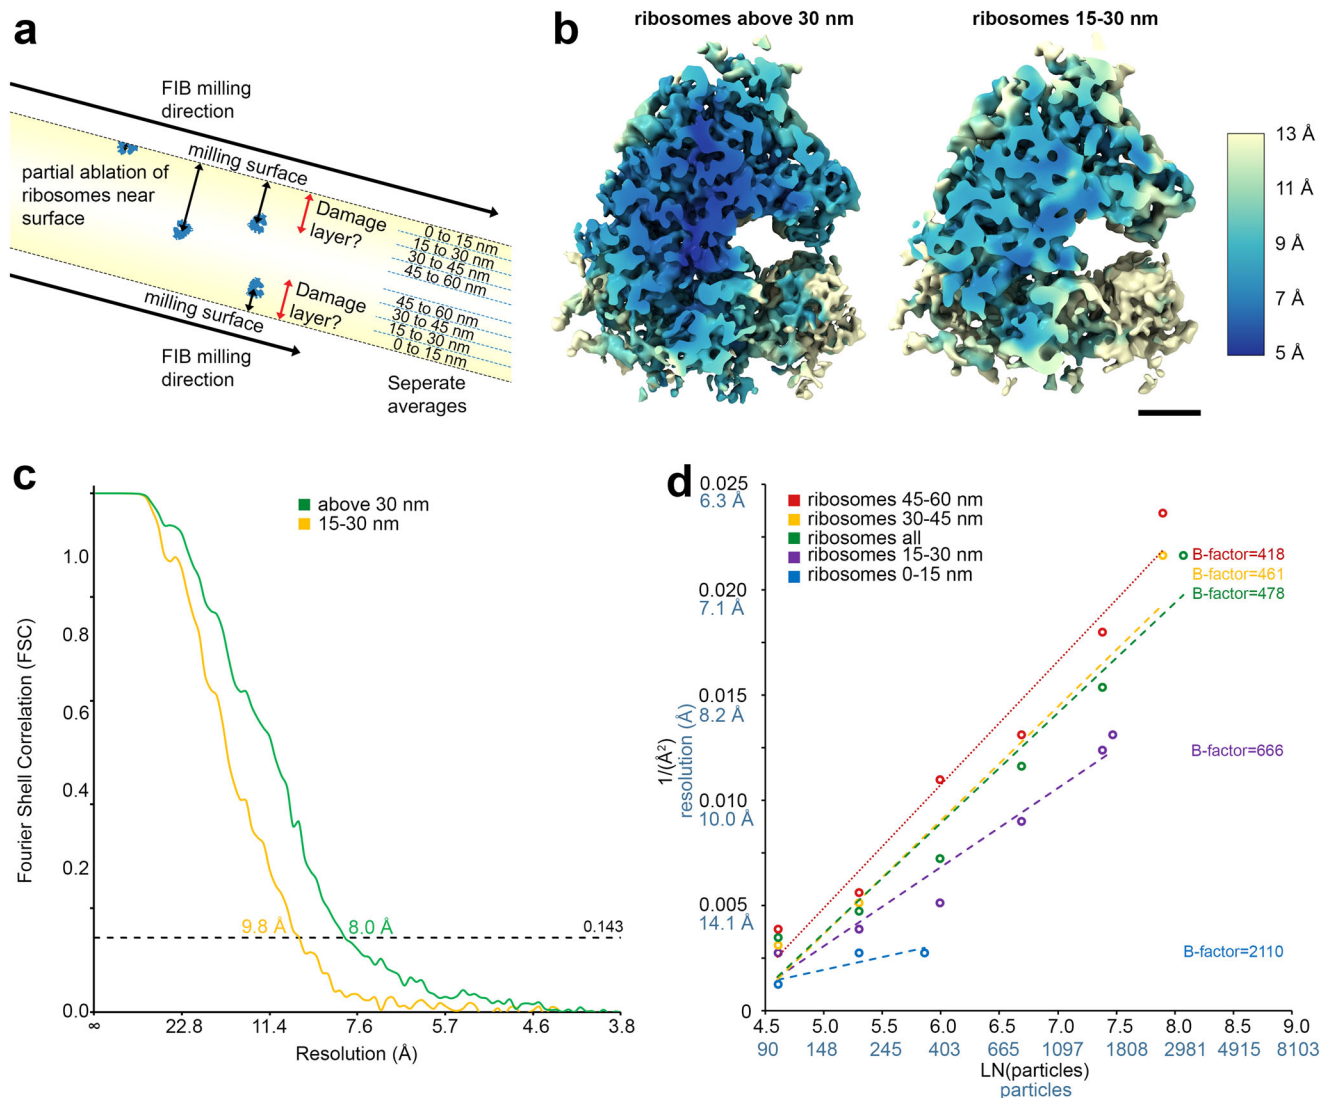 a
FIB milling
direction
milling surface
partial ablation of
ribosomes near
surface
Damage
layer?
0 to 15 nm
15 to 30 nm
30 to 45 nm
45 to 60 nm
Damage
layer?
milling surface
45 to 60 nm
30 to 45 nm
15 to 30 nm
0 to 15 nm
FIB milling
direction
Seperate
averages
b
ribosomes above 30 nm
ribosomes 15-30 nm
13 Å
11 Å
9 Å
7 Å
5 Å
c
above 30 nm
15-30 nm
Fourier Shell Correlation (FSC)
1.0
0.8
0.6
0.4
0.2
0.0
9.8 Å
8.0 Å
0.143
∞
22.8
11.4
7.6
5.7
4.6
3.8
Resolution (Å)
d
0.025
6.3 Å
0.020
7.1 Å
0.015
8.2 Å
1/(Å²)
resolution (Å)
0.010
10.0 Å
0.005
14.1 Å
0
ribosomes 45-60 nm
ribosomes 30-45 nm
ribosomes all
ribosomes 15-30 nm
ribosomes 0-15 nm
B-factor=418
B-factor=461
B-factor=478
B-factor=666
B-factor=2110
4.5 5.0 5.5 6.0 6.5 7.0 7.5 8.0 8.5 9.0
90 148 245 403 665 1097 1808 2981 4915 8103
LN(particles)
particles